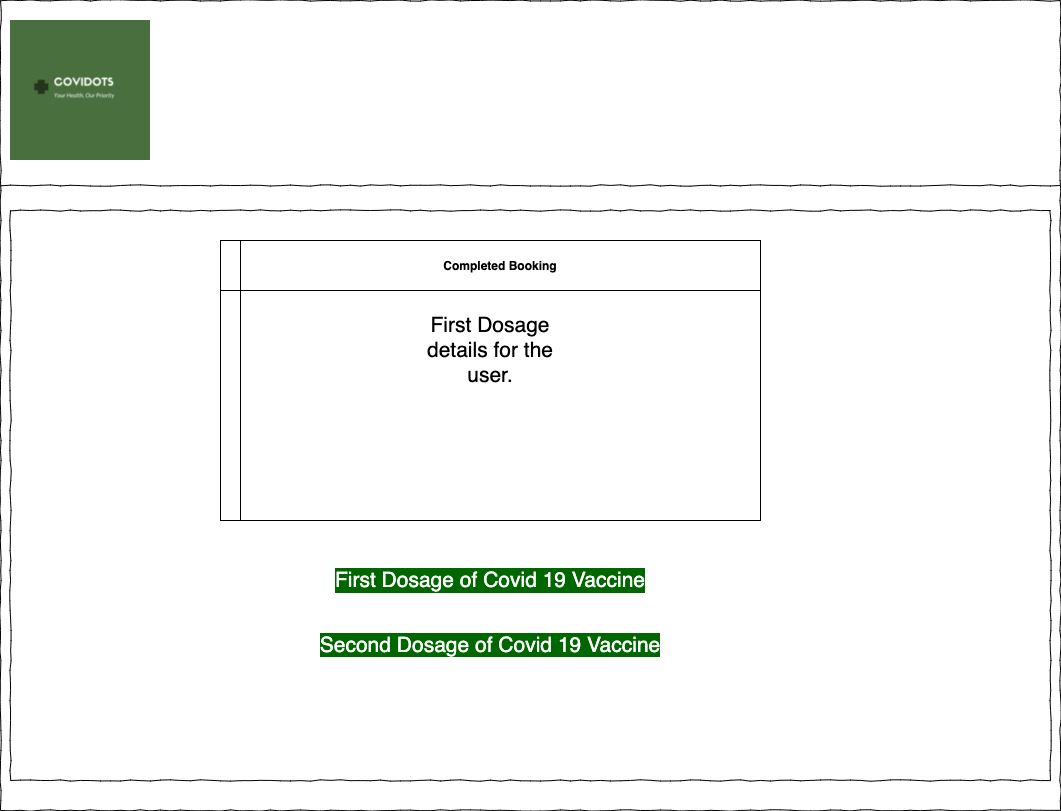 COVIDOTS
Your Health, Our Priority
Completed Booking
First Dosage
details for the
user.
First Dosage of Covid 19 Vaccine
Second Dosage of Covid 19 Vaccine